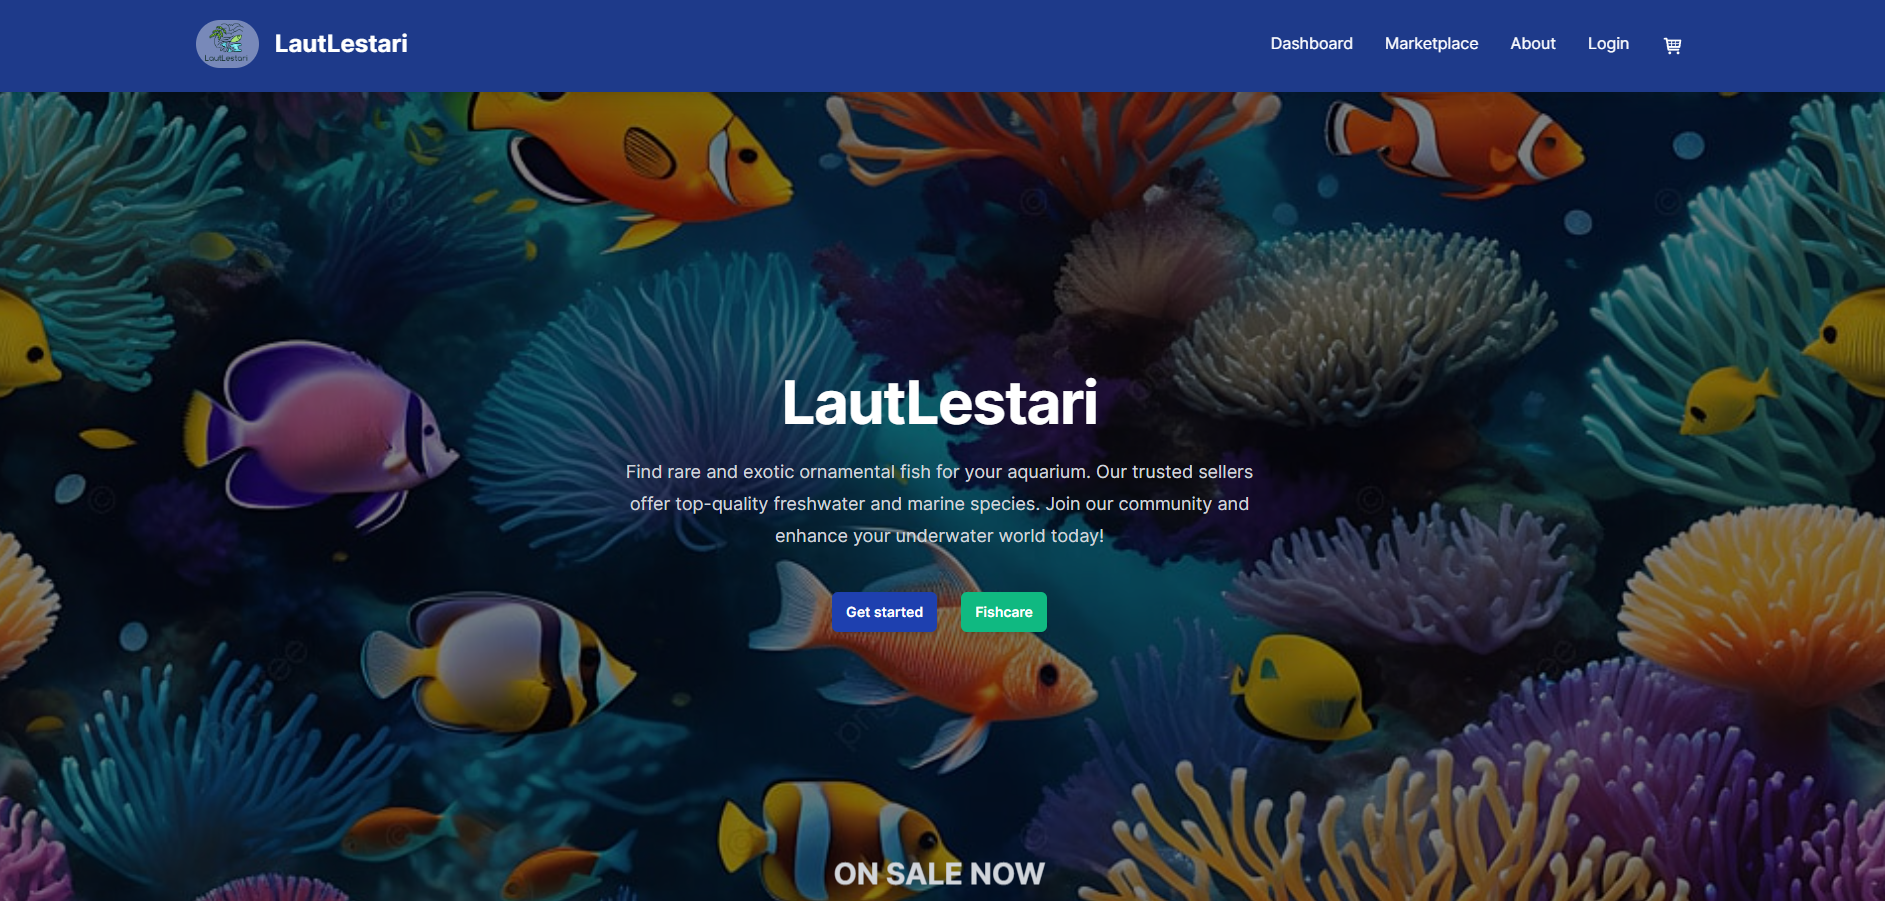 LautLestari
LautLestari
Dashboard
Marketplace
About
Login
LautLestari
Find rare and exotic ornamental fish for your aquarium. Our trusted sellers
offer top-quality freshwater and marine species. Join our community and
enhance your underwater world today!
Get started
Fishcare
ON SALE NOW